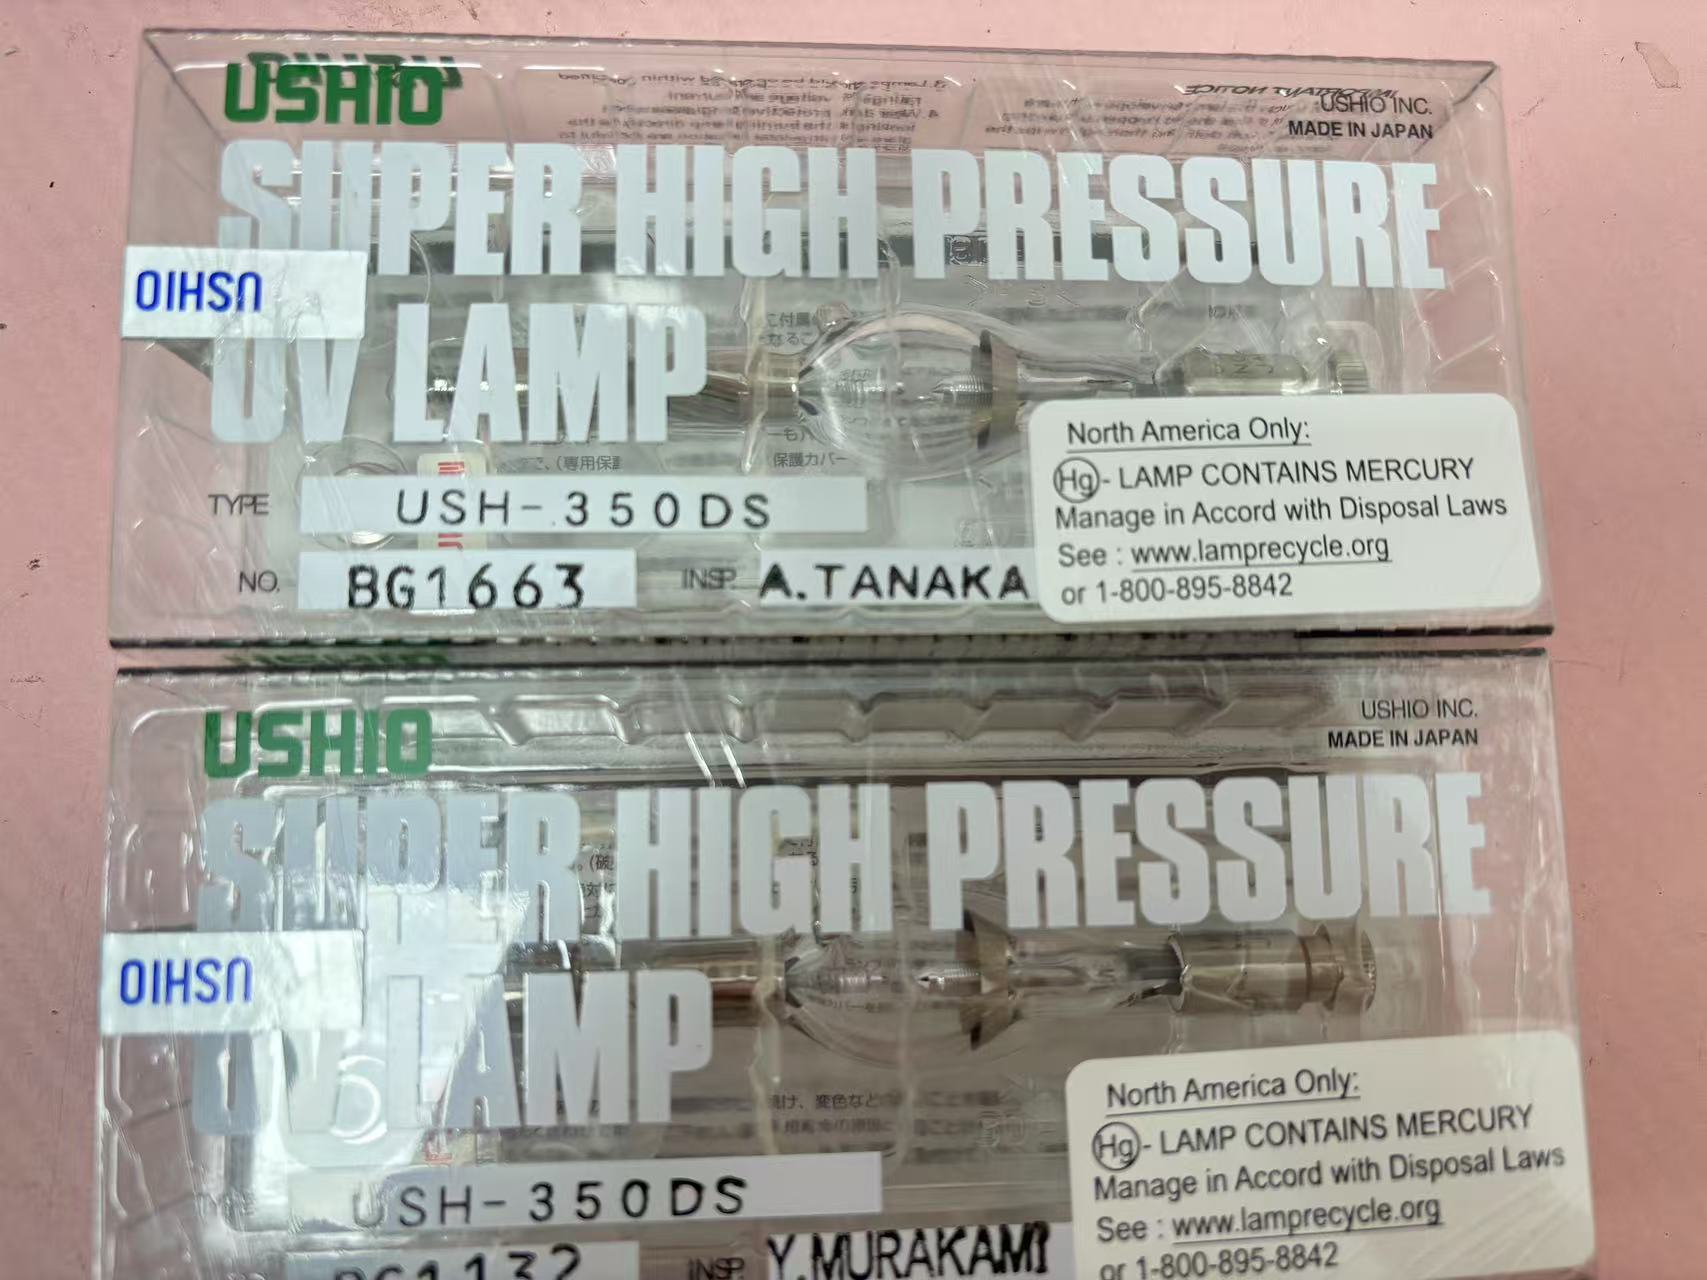 USHIO
USHIO INC.
MADE IN JAPAN
SUPER HIGH PRESSURE
USHIO
UV LAMP
TYPE USH-350DS
NO. BG1663 INSP. A.TANAKA
North America Only:
Hg - LAMP CONTAINS MERCURY
Manage in Accord with Disposal Laws
See : www.lamprecycle.org
or 1-800-895-8842
USHIO
USHIO INC.
MADE IN JAPAN
SUPER HIGH PRESSURE
USHIO
UV LAMP
USH-350DS
BG1132 INSP. Y.MURAKAMI
North America Only:
Hg - LAMP CONTAINS MERCURY
Manage in Accord with Disposal Laws
See : www.lamprecycle.org
or 1-800-895-8842